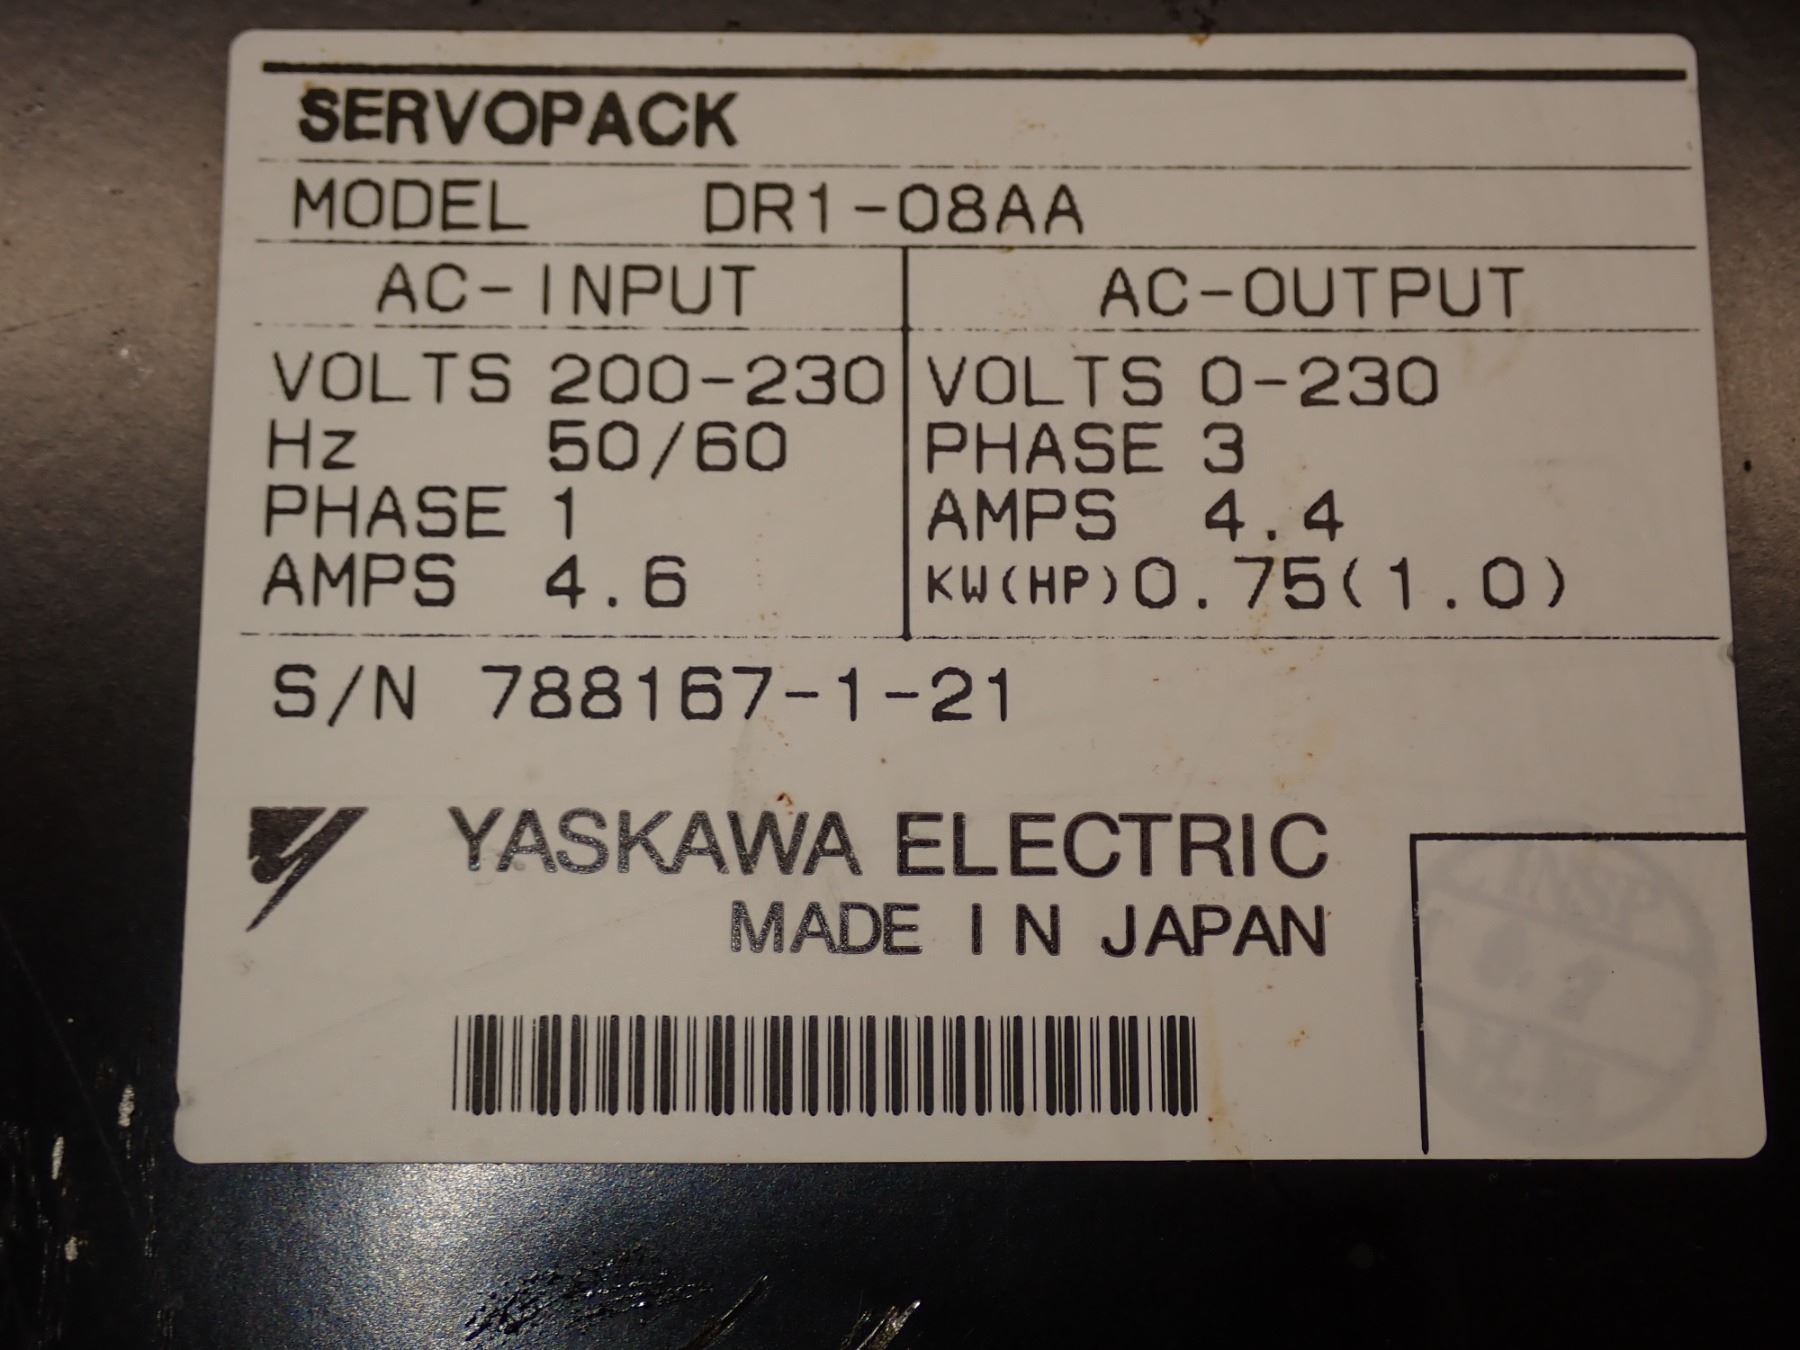 SERVOPACK
MODEL DR1-08AA
AC-INPUT AC-OUTPUT
VOLTS 200-230 VOLTS 0-230
Hz 50/60 PHASE 3
PHASE 1 AMPS 4.4
AMPS 4.6 KW(HP)0.75(1.0)
S/N 788167-1-21
YASKAWA ELECTRIC
MADE IN JAPAN